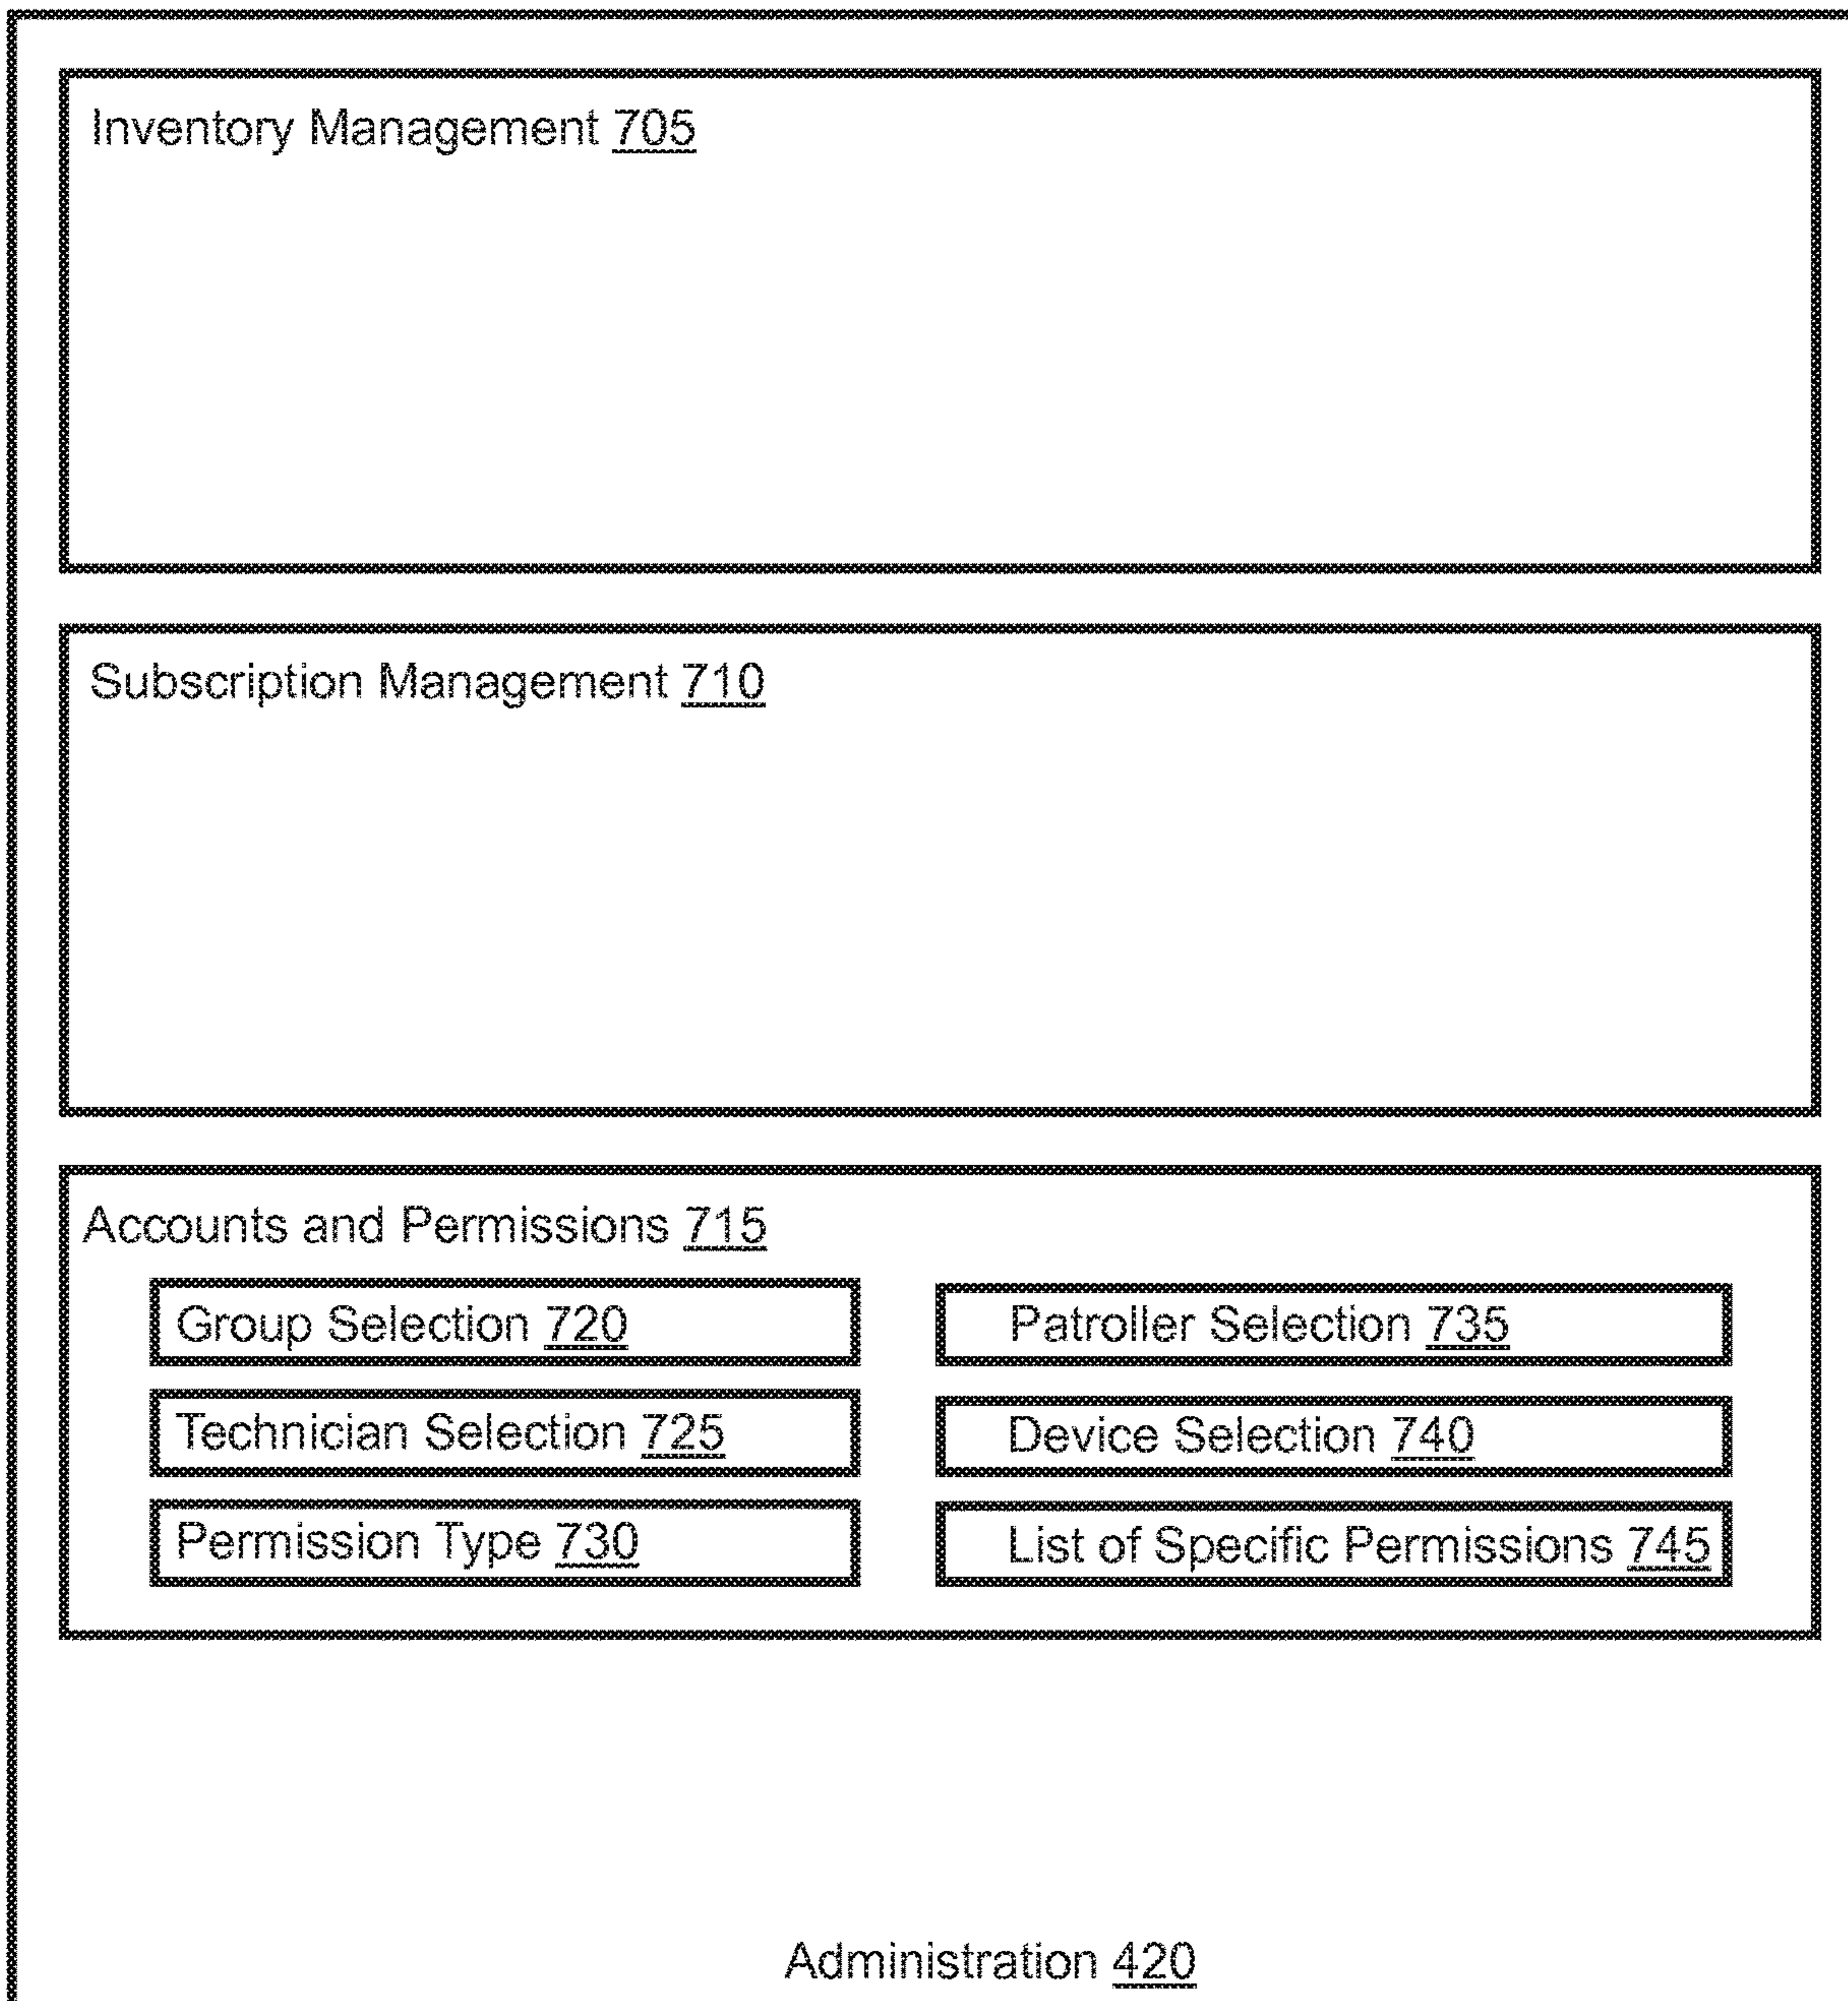 Inventory Management 705
Subscription Management 710
Accounts and Permissions 715
Group Selection 720
Patroller Selection 735
Technician Selection 725
Device Selection 740
Permission Type 730
List of Specific Permissions 745
Administration 420